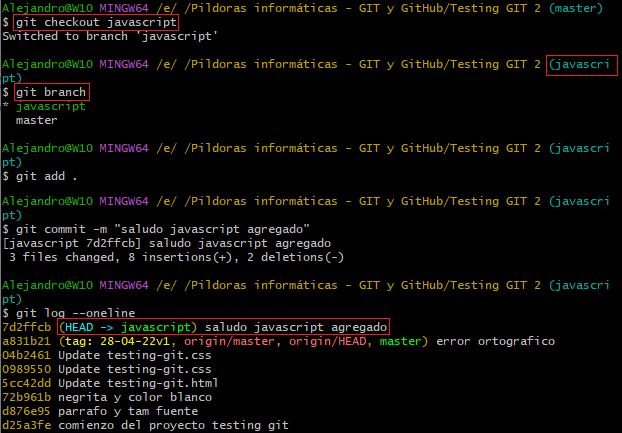 Alejandro@W10 MINGW64 /e/ /Pildoras informáticas - GIT y GitHub/Testing GIT 2 (master)
$ git checkout javascript
Switched to branch 'javascript'
Alejandro@W10 MINGW64 /e/ /Pildoras informáticas - GIT y GitHub/Testing GIT 2 (javascri
pt)
$ git branch
* javascript
master
Alejandro@W10 MINGW64 /e/ /Pildoras informáticas - GIT y GitHub/Testing GIT 2 (javascri
pt)
$ git add .
Alejandro@W10 MINGW64 /e/ /Pildoras informáticas - GIT y GitHub/Testing GIT 2 (javascri
pt)
$ git commit -m "saludo javascript agregado"
[javascript 7d2ffcb] saludo javascript agregado
3 files changed, 8 insertions(+), 2 deletions(-)
Alejandro@W10 MINGW64 /e/ /Pildoras informáticas - GIT y GitHub/Testing GIT 2 (javascri
pt)
$ git log --oneline
7d2ffcb (HEAD -> javascript) saludo javascript agregado
a831b21 (tag: 28-04-22v1, origin/master, origin/HEAD, master) error ortografico
04b2461 Update testing-git.css
0989550 Update testing-git.css
5cc42dd Update testing-git.html
72b961b negrita y color blanco
d876e95 parrafo y tam fuente
d25a3fe comienzo del proyecto testing git